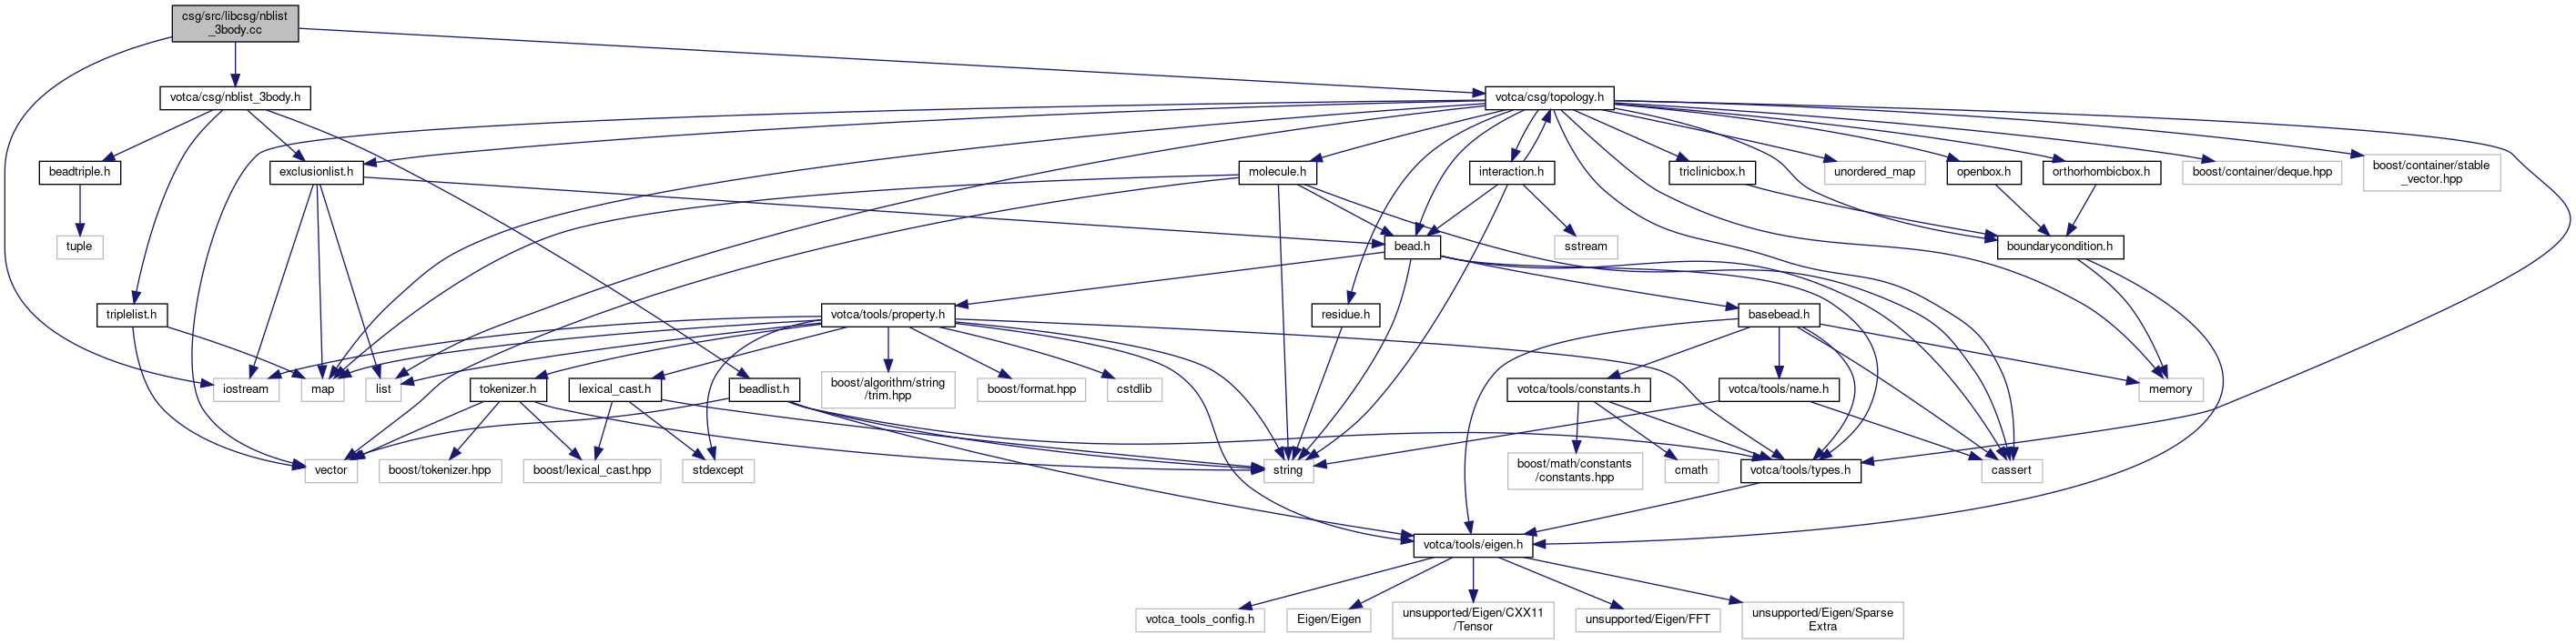 csg/src/libcsg/nblist
_3body.cc
votca/csg/nblist_3body.h
votca/csg/topology.h
beadtriple.h
exclusionlist.h
molecule.h
interaction.h
triclinicbox.h
unordered_map
openbox.h
orthorhombicbox.h
boost/container/deque.hpp
boost/container/stable
_vector.hpp
tuple
bead.h
sstream
boundarycondition.h
triplelist.h
votca/tools/property.h
residue.h
basebead.h
iostream
map
list
tokenizer.h
lexical_cast.h
beadlist.h
boost/algorithm/string
/trim.hpp
boost/format.hpp
cstdlib
votca/tools/constants.h
votca/tools/name.h
memory
vector
boost/tokenizer.hpp
boost/lexical_cast.hpp
stdexcept
string
boost/math/constants
/constants.hpp
cmath
votca/tools/types.h
cassert
votca/tools/eigen.h
votca_tools_config.h
Eigen/Eigen
unsupported/Eigen/CXX11
/Tensor
unsupported/Eigen/FFT
unsupported/Eigen/Sparse
Extra